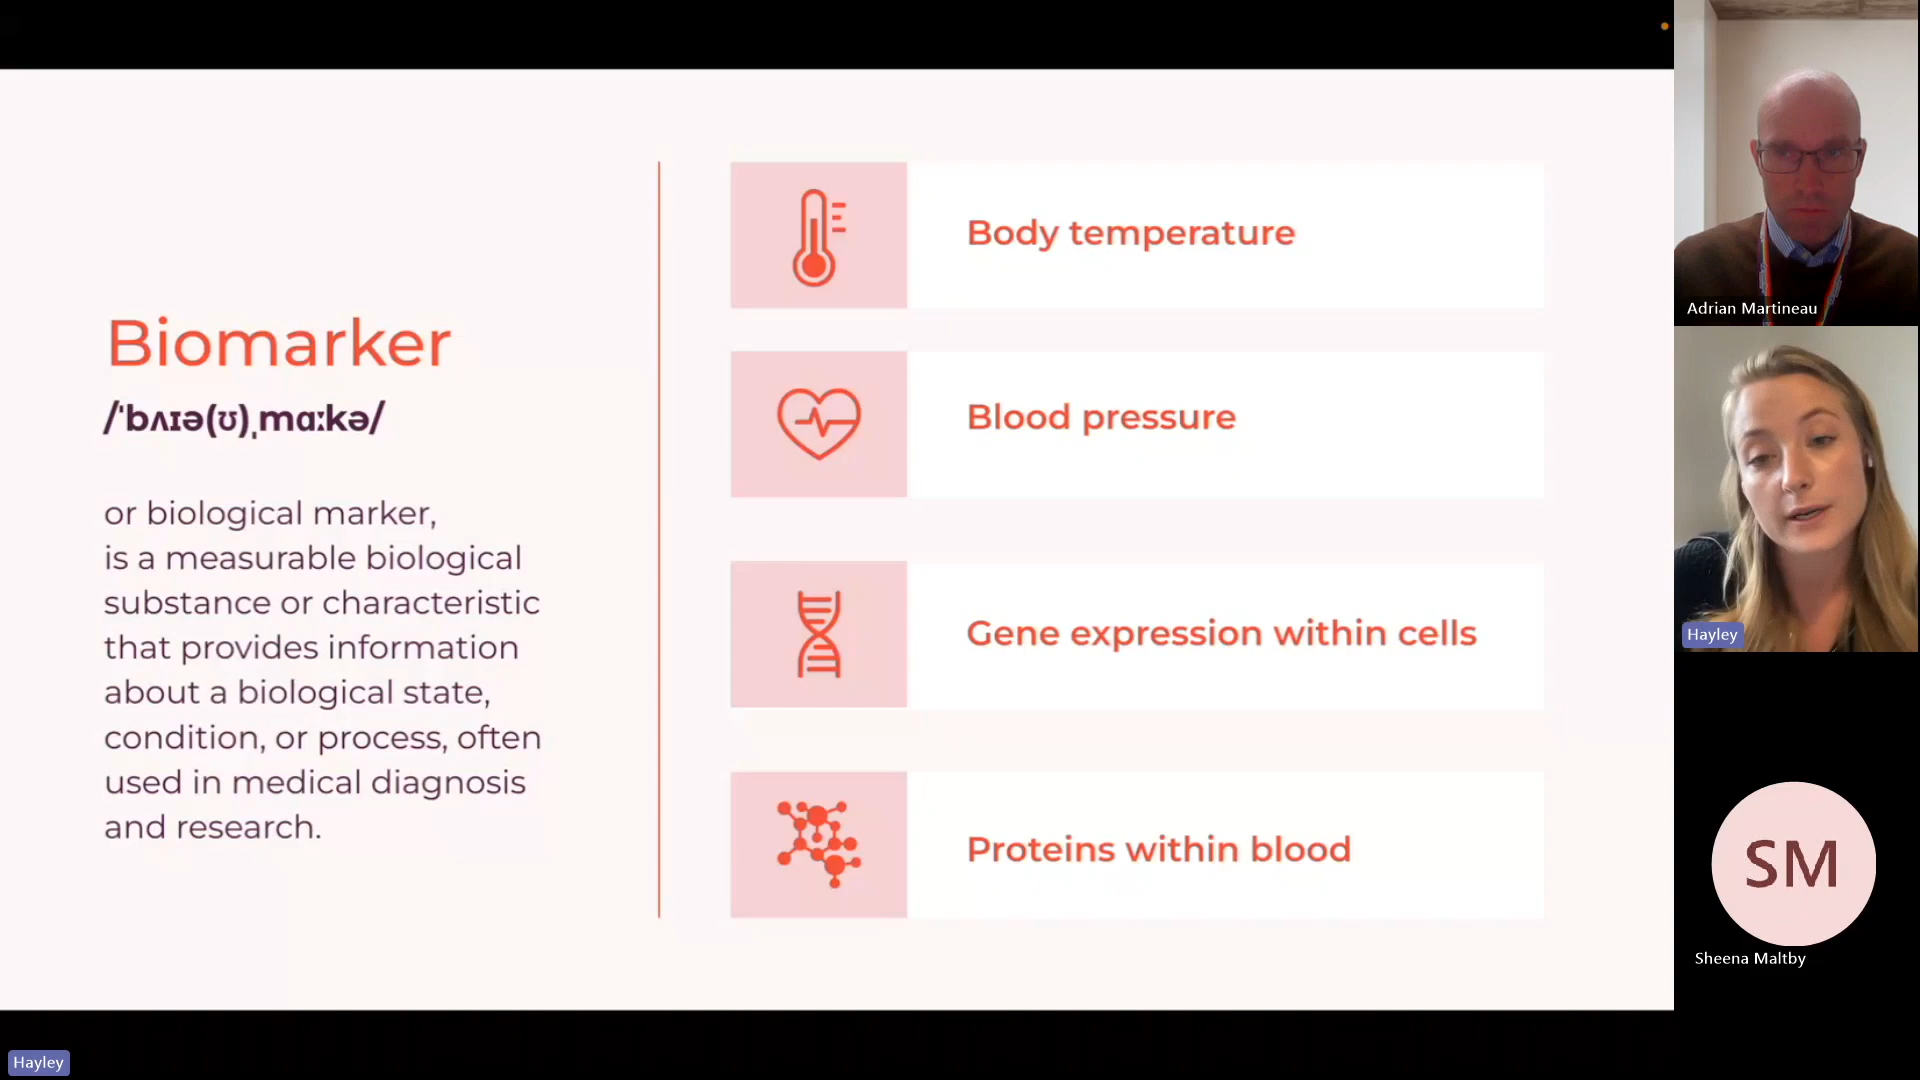 Biomarker
/ˈbʌɪə(ʊ)ˌmɑːkə/
or biological marker,
is a measurable biological
substance or characteristic
that provides information
about a biological state,
condition, or process, often
used in medical diagnosis
and research.
Body temperature
Blood pressure
Gene expression within cells
Proteins within blood
Adrian Martineau
Hayley
SM
Sheena Maltby
Hayley